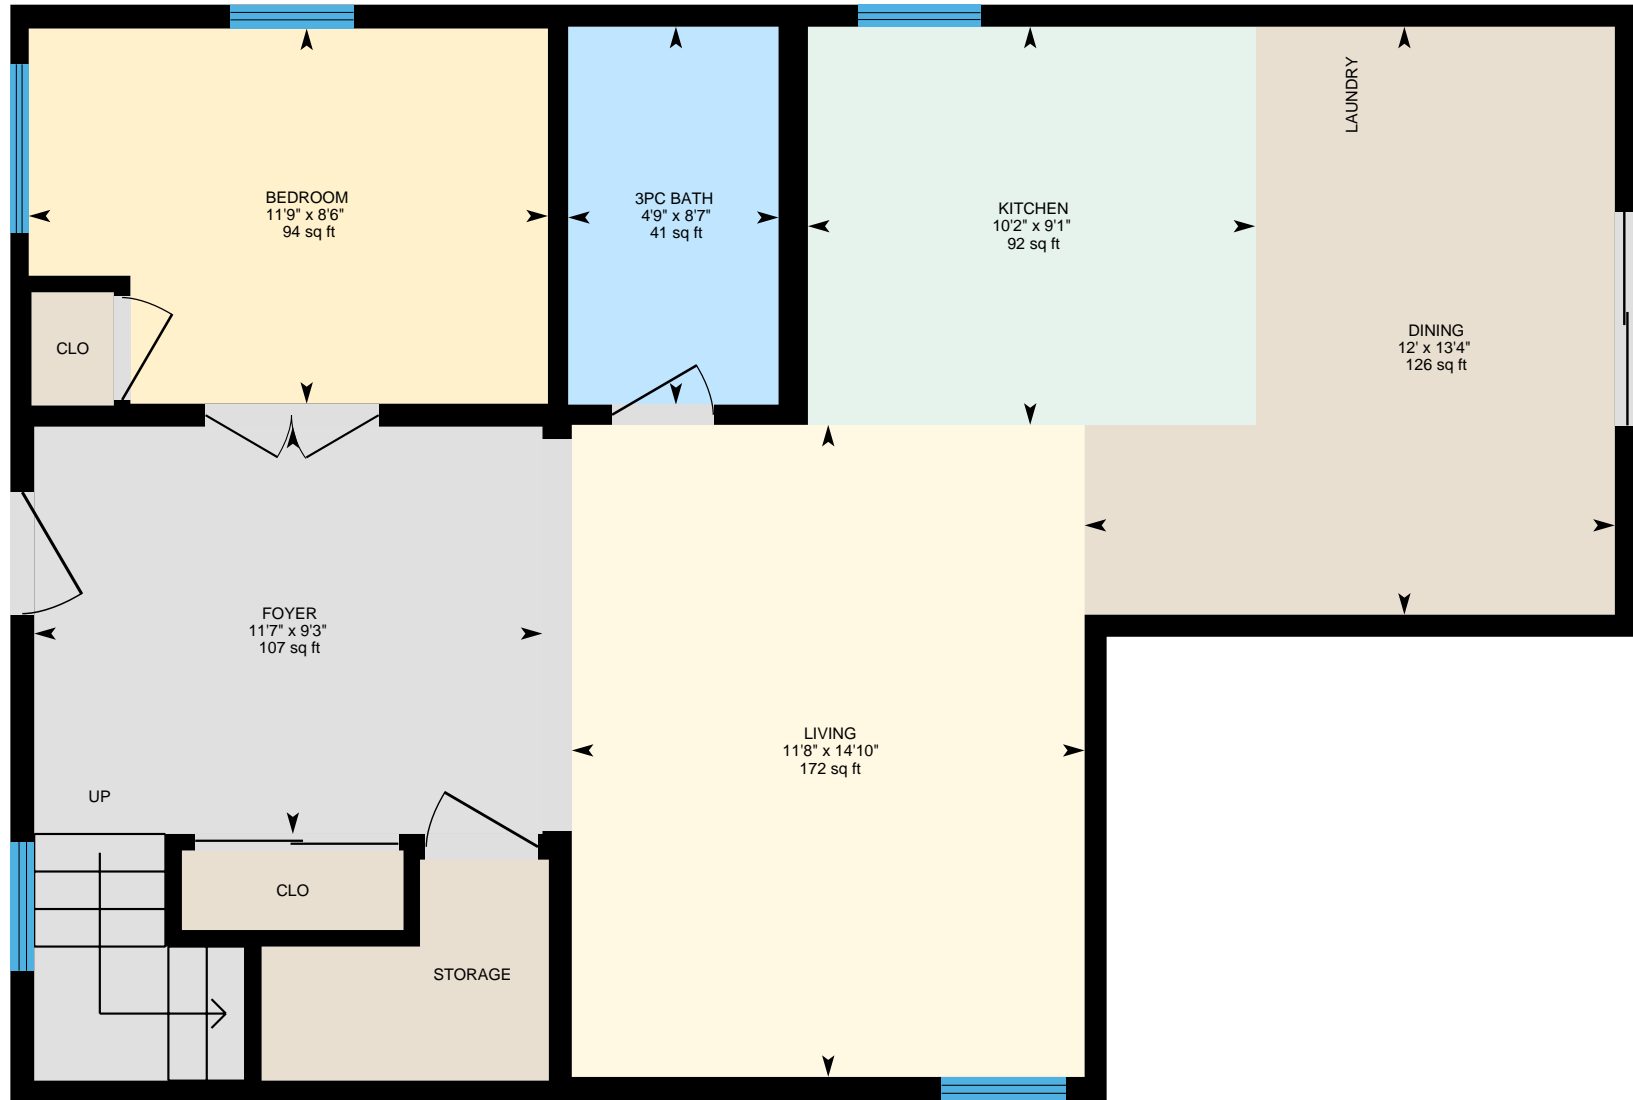 BEDROOM
11'9" x 8'6"
94 sq ft
3PC BATH
4'9" x 8'7"
41 sq ft
KITCHEN
10'2" x 9'1"
92 sq ft
LAUNDRY
DINING
12' x 13'4"
126 sq ft
CLO
FOYER
11'7" x 9'3"
107 sq ft
LIVING
11'8" x 14'10"
172 sq ft
UP
CLO
STORAGE